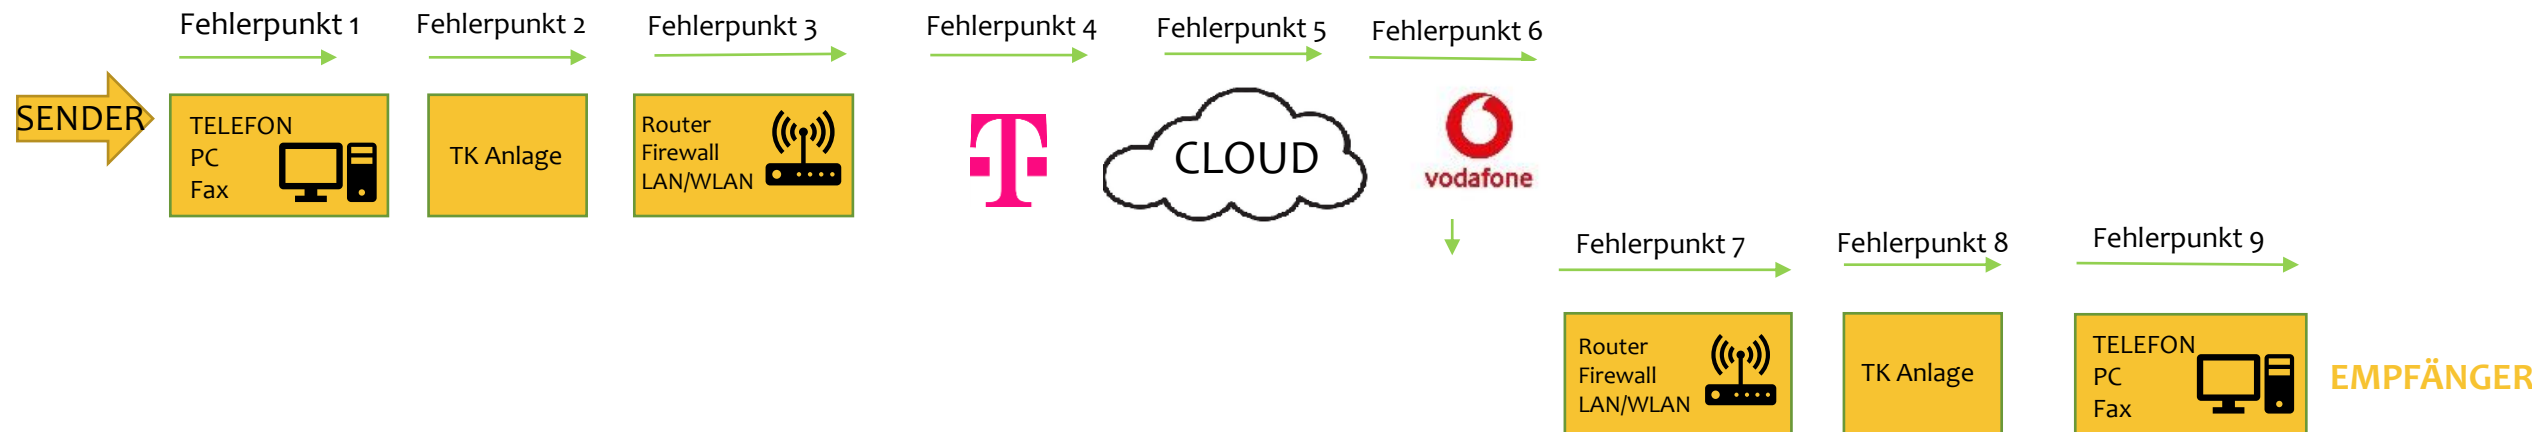 Fehlerpunkt 1
Fehlerpunkt 2
Fehlerpunkt 3
Fehlerpunkt 4
Fehlerpunkt 5
Fehlerpunkt 6
SENDER
TELEFON
PC
Fax
TK Anlage
Router
Firewall
LAN/WLAN
T
CLOUD
vodafone
Fehlerpunkt 7
Fehlerpunkt 8
Fehlerpunkt 9
Router
Firewall
LAN/WLAN
TK Anlage
TELEFON
PC
Fax
EMPFÄNGER